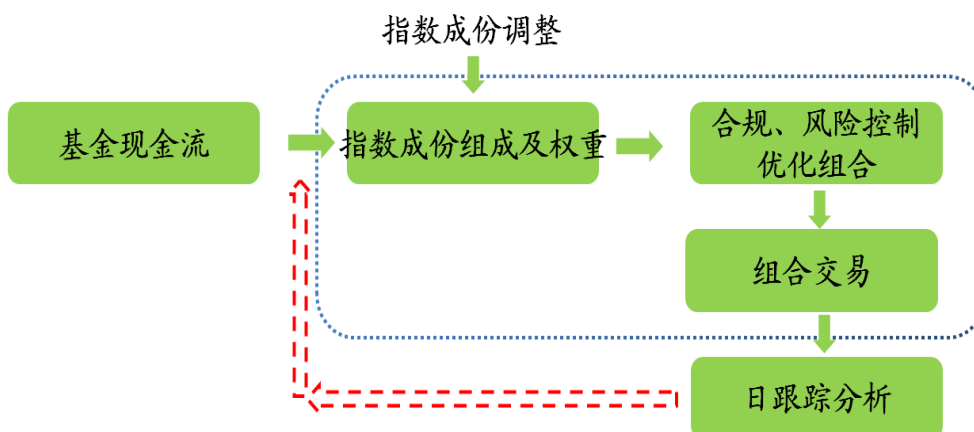 指数成份调整
基金现金流
指数成份组成及权重
合规、风险控制
优化组合
组合交易
日跟踪分析